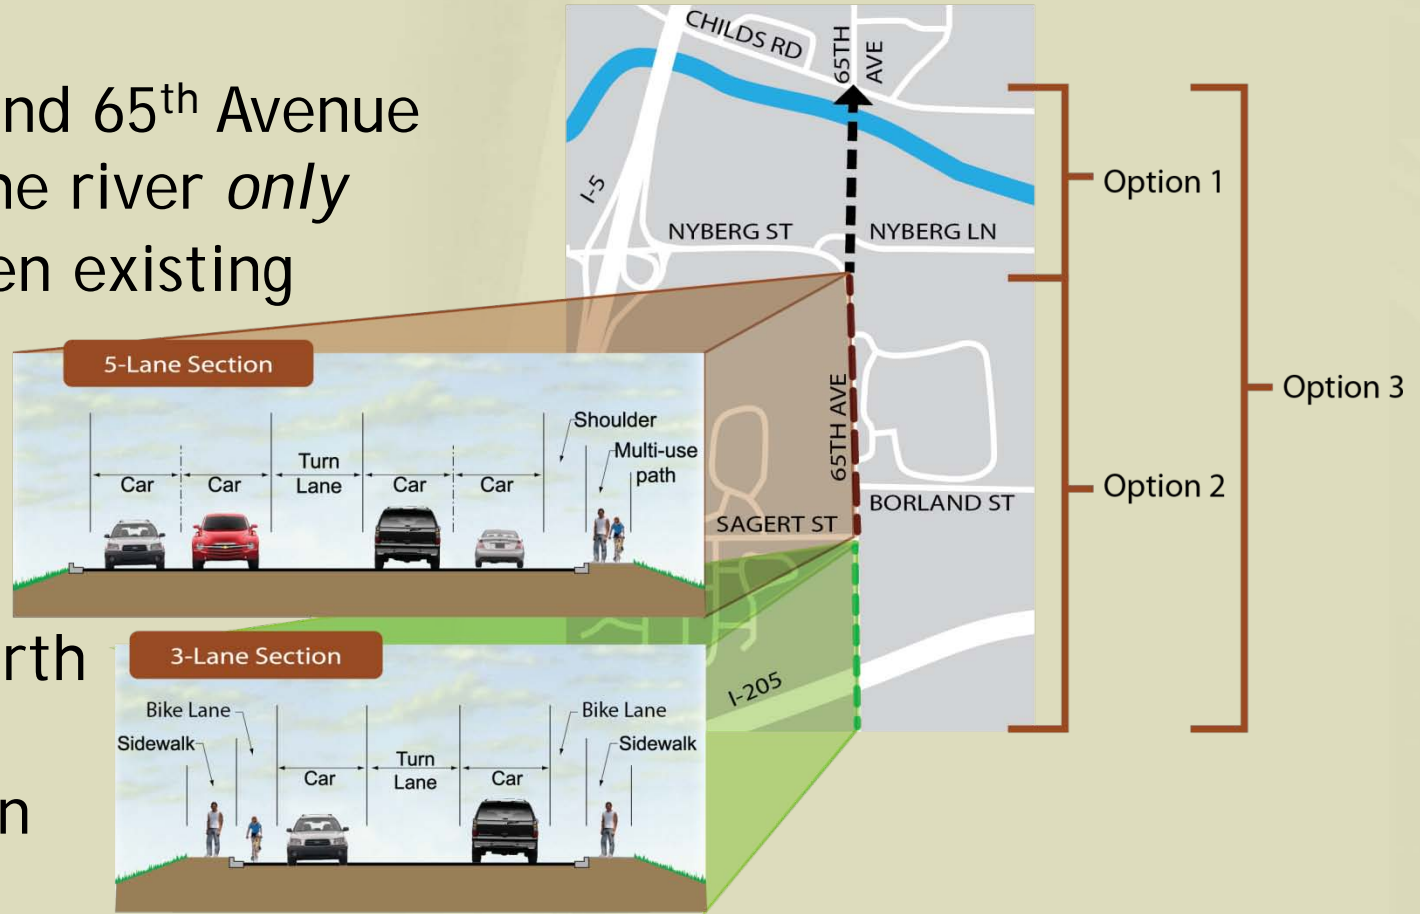 nd 65th Avenue
ne river only
en existing
rth
n
CHILDS RD
65TH
AVE
I-5
NYBERG ST
NYBERG LN
65TH AVE
BORLAND ST
SAGERT ST
I-205
Option 1
Option 2
Option 3
5-Lane Section
Shoulder
Multi-use
path
Car
Car
Turn
Lane
Car
Car
3-Lane Section
Bike Lane
Bike Lane
Sidewalk
Sidewalk
Car
Turn
Lane
Car